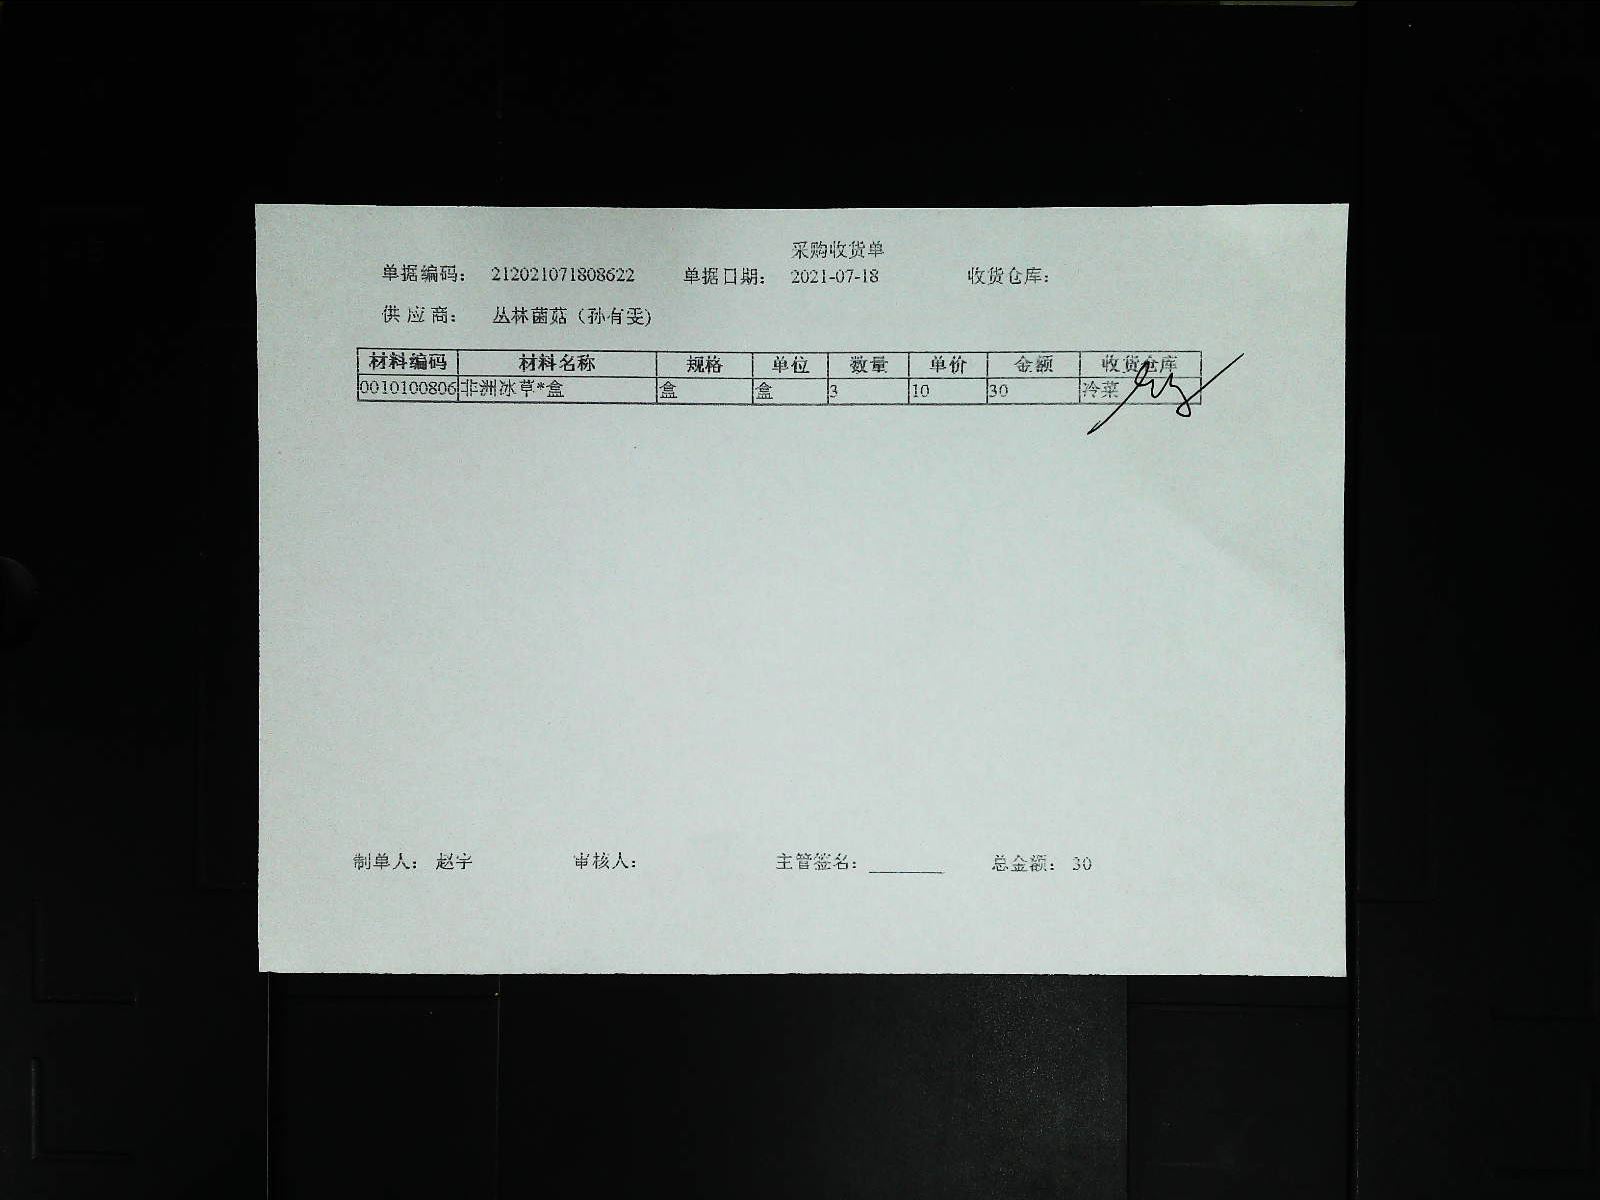 采购收货单
单据编码： 212021071808622 单据日期： 2021-07-18 收货仓库：
供应商： 丛林菌菇（孙有雯）
材料编码 材料名称 规格 单位 数量 单价 金额 收货仓库
0010100806 非洲冰草*盒 盒 盒 3 10 30 冷菜
制单人： 赵宇 审核人： 主管签名： ________ 总金额： 30